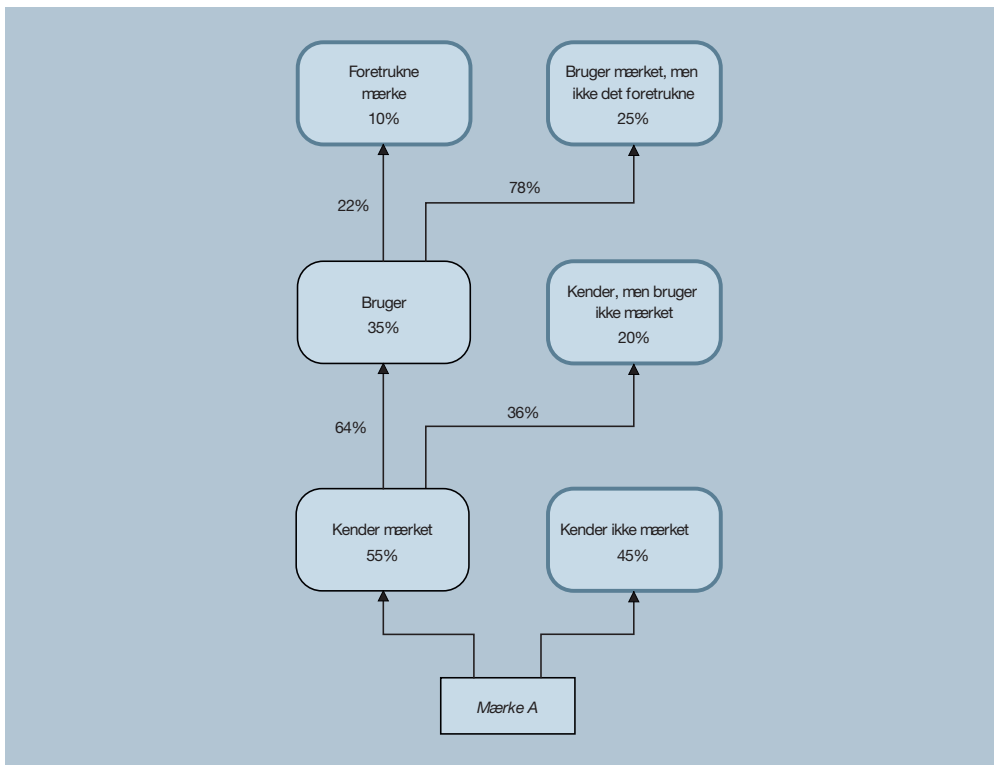 Foretrukne
mærke
10%
Bruger mærket, men
ikke det foretrukne
25%
78%
22%
Bruger
35%
Kender, men bruger
ikke mærket
20%
36%
64%
Kender mærket
55%
Kender ikke mærket
45%
Mærke A